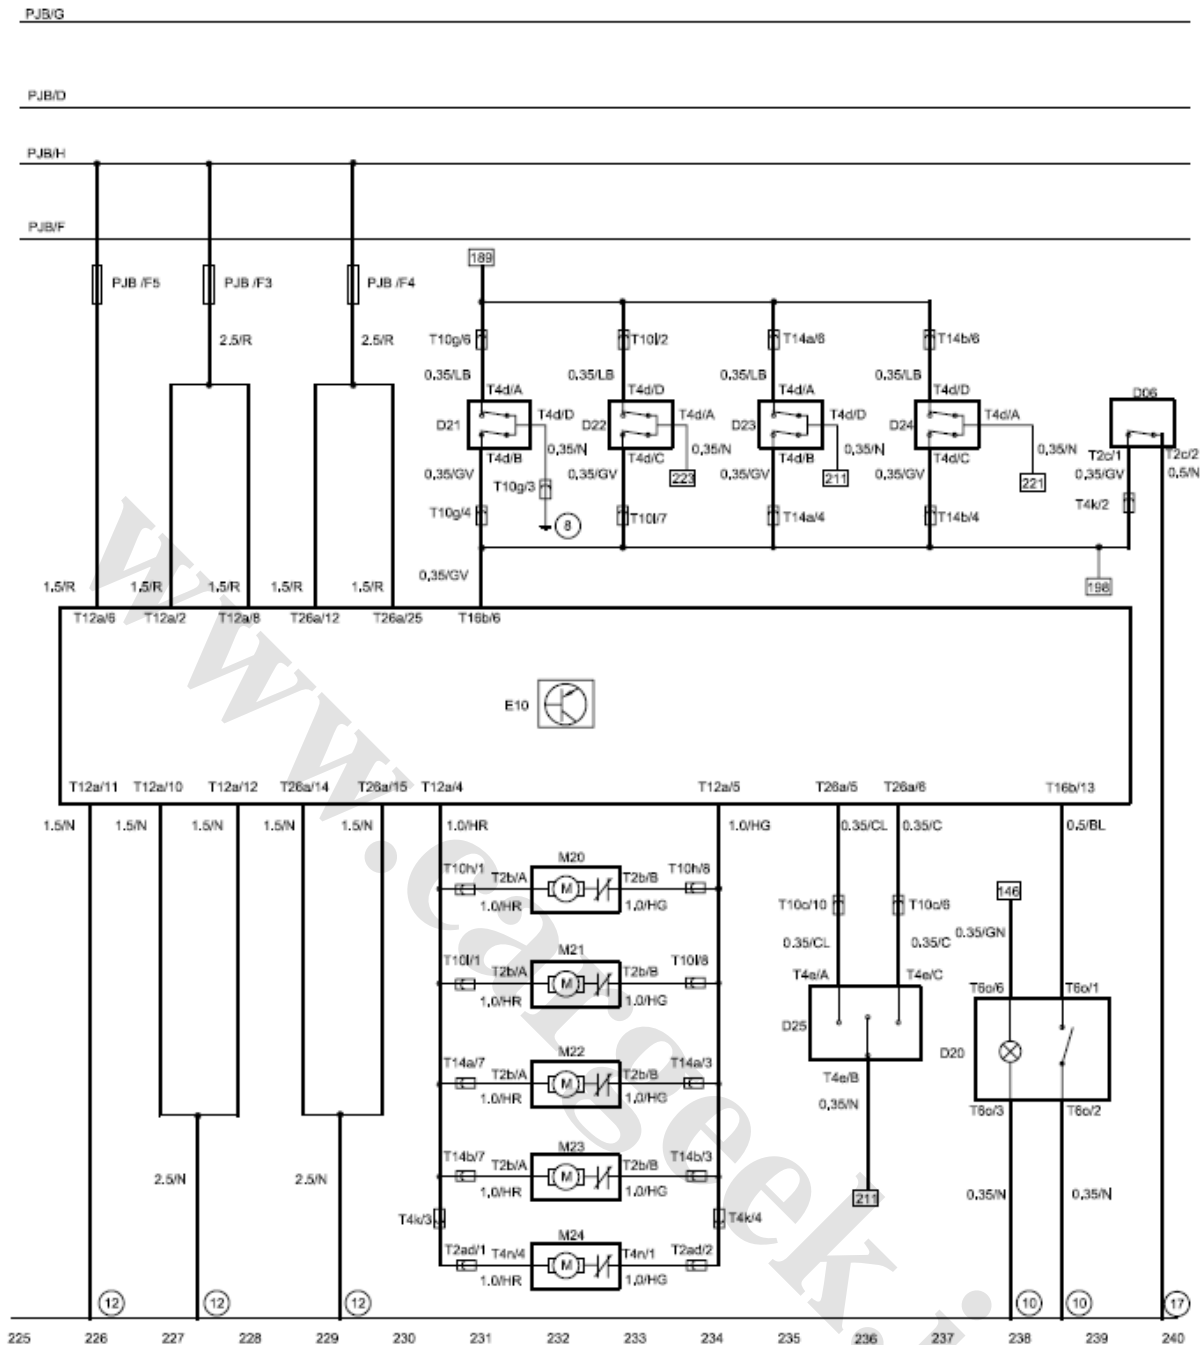 PJB/G
PJB/D
PJB/H
PJB/F
189
PJB /F5 PJB /F3 PJB /F4
2.5/R 2.5/R T10g/6 T10l/2 T14a/6 T14b/6
0.35/LB 0.35/LB 0.35/LB 0.35/LB
T4d/A T4d/D T4d/A T4d/D D06
D21 T4d/D D22 T4d/A D23 T4d/D D24 T4d/A
0,35/N 0,35/N 0,35/N 0,35/N
T4d/B T4d/C T4d/B T4d/C T2c/1 T2c/2
0,35/GV 0,35/GV 0,35/GV 0,35/GV 0,35/GV 0,5/N
223 211 221
T10g/3 T4k/2
T10g/4 8 T10l/7 T14a/4 T14b/4
0,35/GV
198
1.5/R 1.5/R 1.5/R 1.5/R 1.5/R
T12a/6 T12a/2 T12a/8 T26a/12 T26a/25 T16b/6
E10
T12a/11 T12a/10 T12a/12 T26a/14 T26a/15 T12a/4 T12a/5 T26a/5 T26a/6 T16b/13
1.5/N 1.5/N 1.5/N 1.5/N 1.5/N 1.0/HR 1.0/HG 0.35/CL 0.35/C 0.5/BL
M20
T10h/1 T2b/A T2b/B T10h/8
1.0/HR 1.0/HG
M
146
T10c/10 T10c/6
0.35/GN
0.35/CL 0.35/C
M21
T10l/1 T2b/A T2b/B T10l/8
1,0/HR 1.0/HG
M
T4e/A T4e/C
T6o/6 T6o/1
D25 D20
M22
T14a/7 T2b/A T2b/B T14a/3
1.0/HR 1.0/HG
M
T4e/B
0,35/N
T6o/3 T6o/2
M23
T14b/7 T2b/A T2b/B T14b/3
1,0/HR 1.0/HG
M
2.5/N 2.5/N
211 0,35/N 0,35/N
T4k/3 T4k/4
M24
T2ad/1 T4n/4 T4n/1 T2ad/2
1.0/HR 1,0/HG
M
12 12 12 10 10 17
225 226 227 228 229 230 231 232 233 234 235 236 237 238 239 240